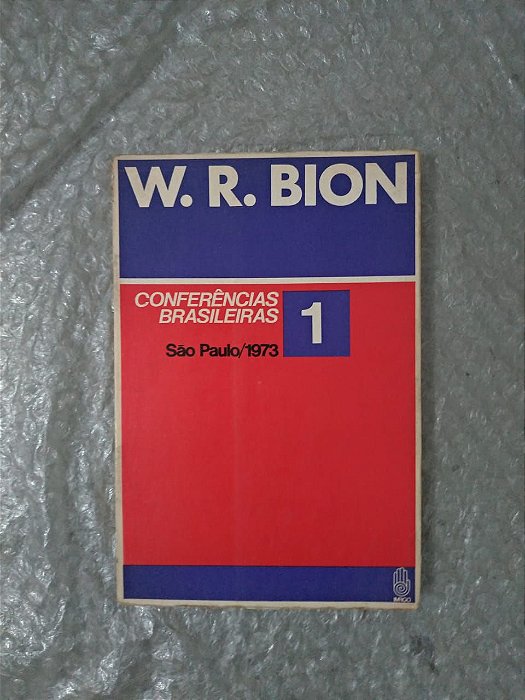 W. R. BION
CONFERÊNCIAS
BRASILEIRAS
1
São Paulo/1973
IMAGO